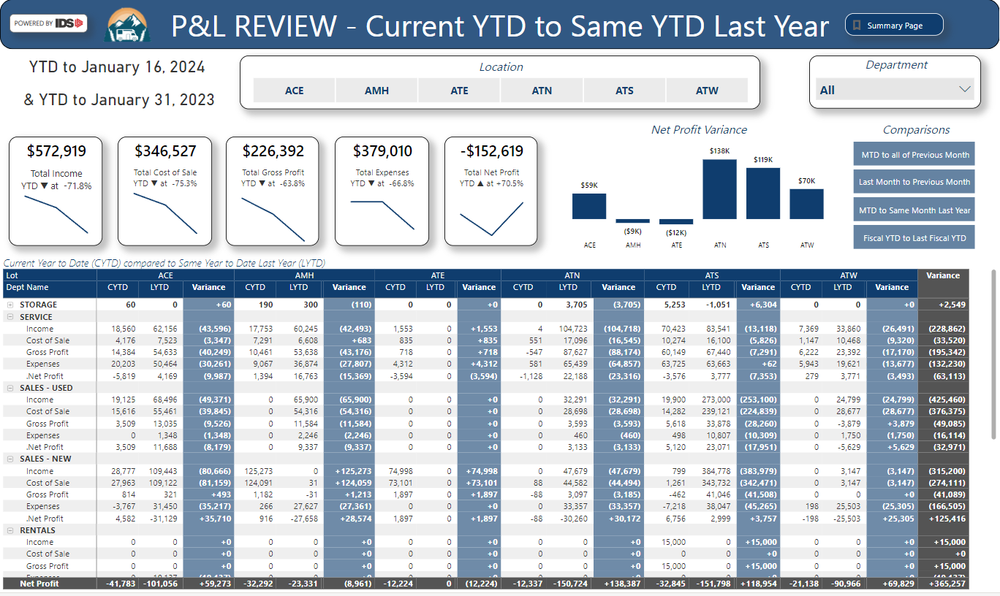 POWERED BY IDS
P&L REVIEW - Current YTD to Same YTD Last Year
Summary Page
YTD to January 16, 2024
& YTD to January 31, 2023
Location
ACE AMH ATE ATN ATS ATW
Department
All
$572,919
Total Income
YTD ▼ at -71.8%
$346,527
Total Cost of Sale
YTD ▼ at -75.3%
$226,392
Total Gross Profit
YTD ▼ at -63.8%
$379,010
Total Expenses
YTD ▼ at -66.8%
-$152,619
Total Net Profit
YTD ▲ at +70.5%
Net Profit Variance
$59K ($9K) ($12K) $138K $119K $70K
ACE AMH ATE ATN ATS ATW
Comparisons
MTD to all of Previous Month
Last Month to Previous Month
MTD to Same Month Last Year
Fiscal YTD to Last Fiscal YTD
Current Year to Date (CYTD) compared to Same Year to Date Last Year (LYTD)
Lot ACE AMH ATE ATN ATS ATW Variance
Dept Name CYTD LYTD Variance CYTD LYTD Variance CYTD LYTD Variance CYTD LYTD Variance CYTD LYTD Variance CYTD LYTD Variance
STORAGE 60 0 +60 190 300 (110) 0 0 +0 0 3,705 (3,705) 5,253 -1,051 +6,304 0 0 +0 +2,549
SERVICE
Income 18,560 62,156 (43,596) 17,753 60,245 (42,493) 1,553 0 +1,553 4 104,723 (104,718) 70,423 83,541 (13,118) 7,369 33,860 (26,491) (228,862)
Cost of Sale 4,176 7,523 (3,347) 7,291 6,608 +683 835 0 +835 551 17,096 (16,545) 10,274 16,100 (5,826) 1,147 10,468 (9,320) (33,520)
Gross Profit 14,384 54,633 (40,249) 10,461 53,638 (43,176) 718 0 +718 -547 87,627 (88,174) 60,149 67,440 (7,291) 6,222 23,392 (17,170) (195,342)
Expenses 20,203 50,464 (30,261) 9,067 36,874 (27,807) 4,312 0 +4,312 581 65,439 (64,857) 63,725 63,663 +62 5,943 19,621 (13,677) (132,230)
.Net Profit -5,819 4,169 (9,987) 1,394 16,763 (15,369) -3,594 0 (3,594) -1,128 22,188 (23,316) -3,576 3,777 (7,353) 279 3,771 (3,493) (63,113)
SALES - USED
Income 19,125 68,496 (49,371) 0 65,900 (65,900) 0 0 +0 0 32,291 (32,291) 19,900 273,000 (253,100) 0 24,799 (24,799) (425,460)
Cost of Sale 15,616 55,461 (39,845) 0 54,316 (54,316) 0 0 +0 0 28,698 (28,698) 14,282 239,121 (224,839) 0 28,677 (28,677) (376,375)
Gross Profit 3,509 13,035 (9,526) 0 11,584 (11,584) 0 0 +0 0 3,593 (3,593) 5,618 33,878 (28,260) 0 -3,879 +3,879 (49,085)
Expenses 0 1,348 (1,348) 0 2,246 (2,246) 0 0 +0 0 460 (460) 498 10,807 (10,309) 0 1,750 (1,750) (16,114)
.Net Profit 3,509 11,688 (8,179) 0 9,337 (9,337) 0 0 +0 0 3,133 (3,133) 5,120 23,071 (17,951) 0 -5,629 +5,629 (32,971)
SALES - NEW
Income 28,777 109,443 (80,666) 125,273 0 +125,273 74,998 0 +74,998 0 47,679 (47,679) 799 384,778 (383,979) 0 3,147 (3,147) (315,200)
Cost of Sale 27,963 109,122 (81,159) 124,091 31 +124,059 73,101 0 +73,101 88 44,582 (44,494) 1,261 343,732 (342,471) 0 3,147 (3,147) (274,111)
Gross Profit 814 321 +493 1,182 -31 +1,213 1,897 0 +1,897 -88 3,097 (3,185) -462 41,046 (41,508) 0 0 +0 (41,089)
Expenses -3,767 31,450 (35,217) 266 27,627 (27,361) 0 0 +0 0 33,357 (33,357) -7,218 38,047 (45,265) 198 25,503 (25,305) (166,505)
.Net Profit 4,582 -31,129 +35,710 916 -27,658 +28,574 1,897 0 +1,897 -88 -30,260 +30,172 6,756 2,999 +3,757 -198 -25,503 +25,305 +125,416
RENTALS
Income 0 0 +0 0 0 +0 0 0 +0 0 0 +0 15,000 0 +15,000 0 0 +0 +15,000
Cost of Sale 0 0 +0 0 0 +0 0 0 +0 0 0 +0 0 0 +0 0 0 +0 +0
Gross Profit 0 0 +0 0 0 +0 0 0 +0 0 0 +0 15,000 0 +15,000 0 0 +0 +15,000
Net Profit -41,783 -101,056 +59,273 -32,292 -23,331 (8,961) -12,224 0 (12,224) -12,337 -150,724 +138,387 -32,845 -151,798 +118,954 -21,138 -90,966 +69,829 +365,257